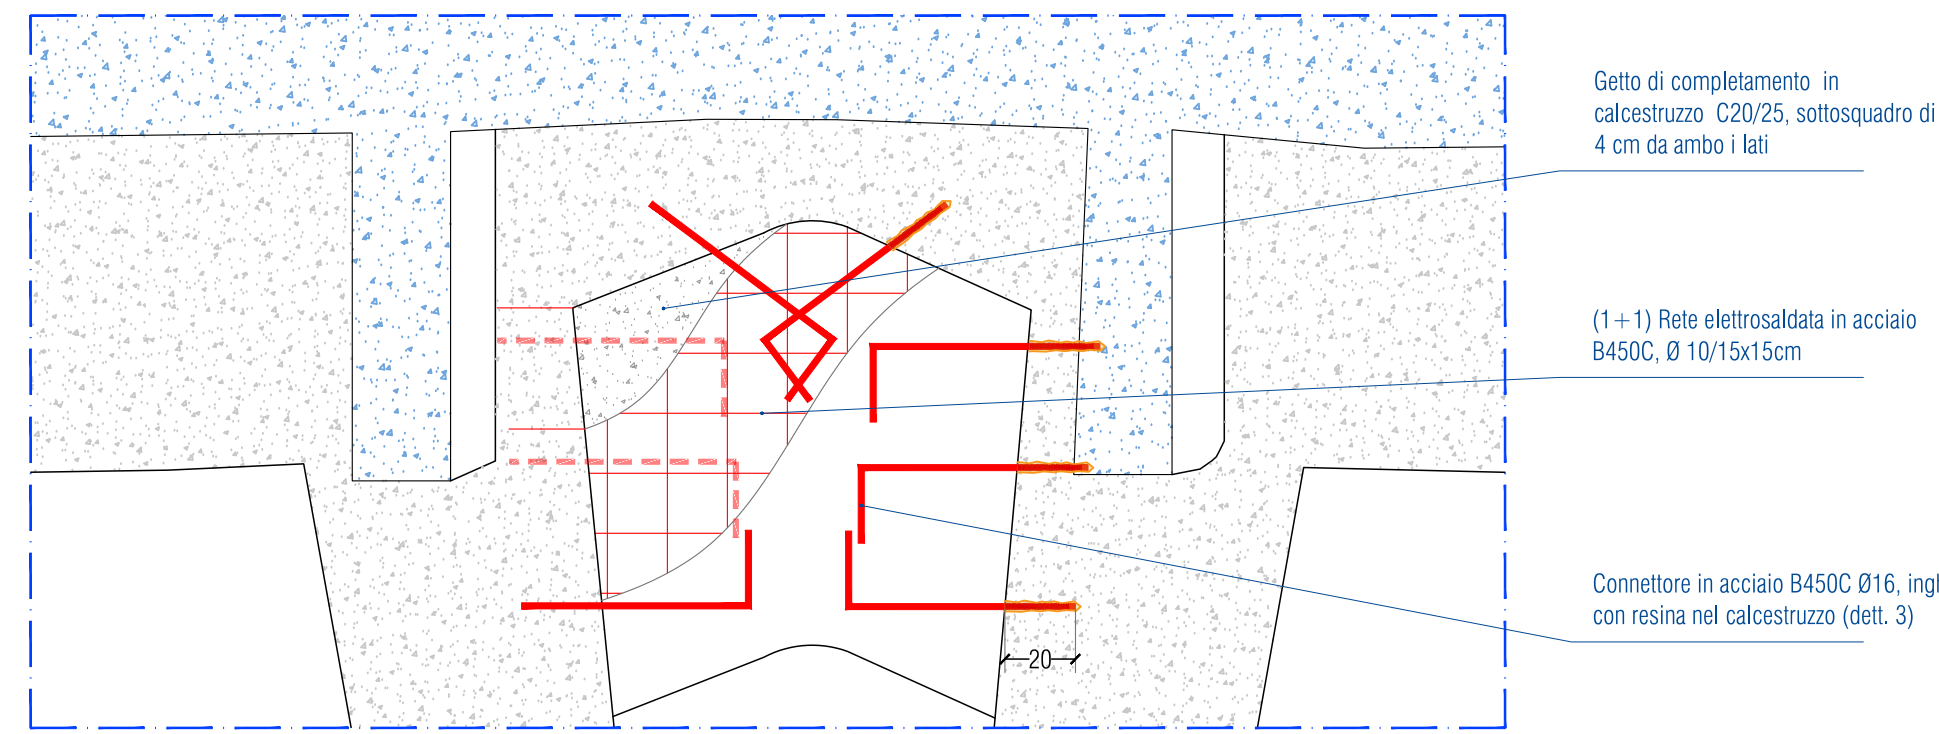 Getto di completamento in
calcestruzzo C20/25, sottosquadro di
4 cm da ambo i lati
(1+1) Rete elettrosaldata in acciaio
B450C, Ø 10/15x15cm
Connettore in acciaio B450C Ø16,
con resina nel calcestruzzo (dett. 3)
20